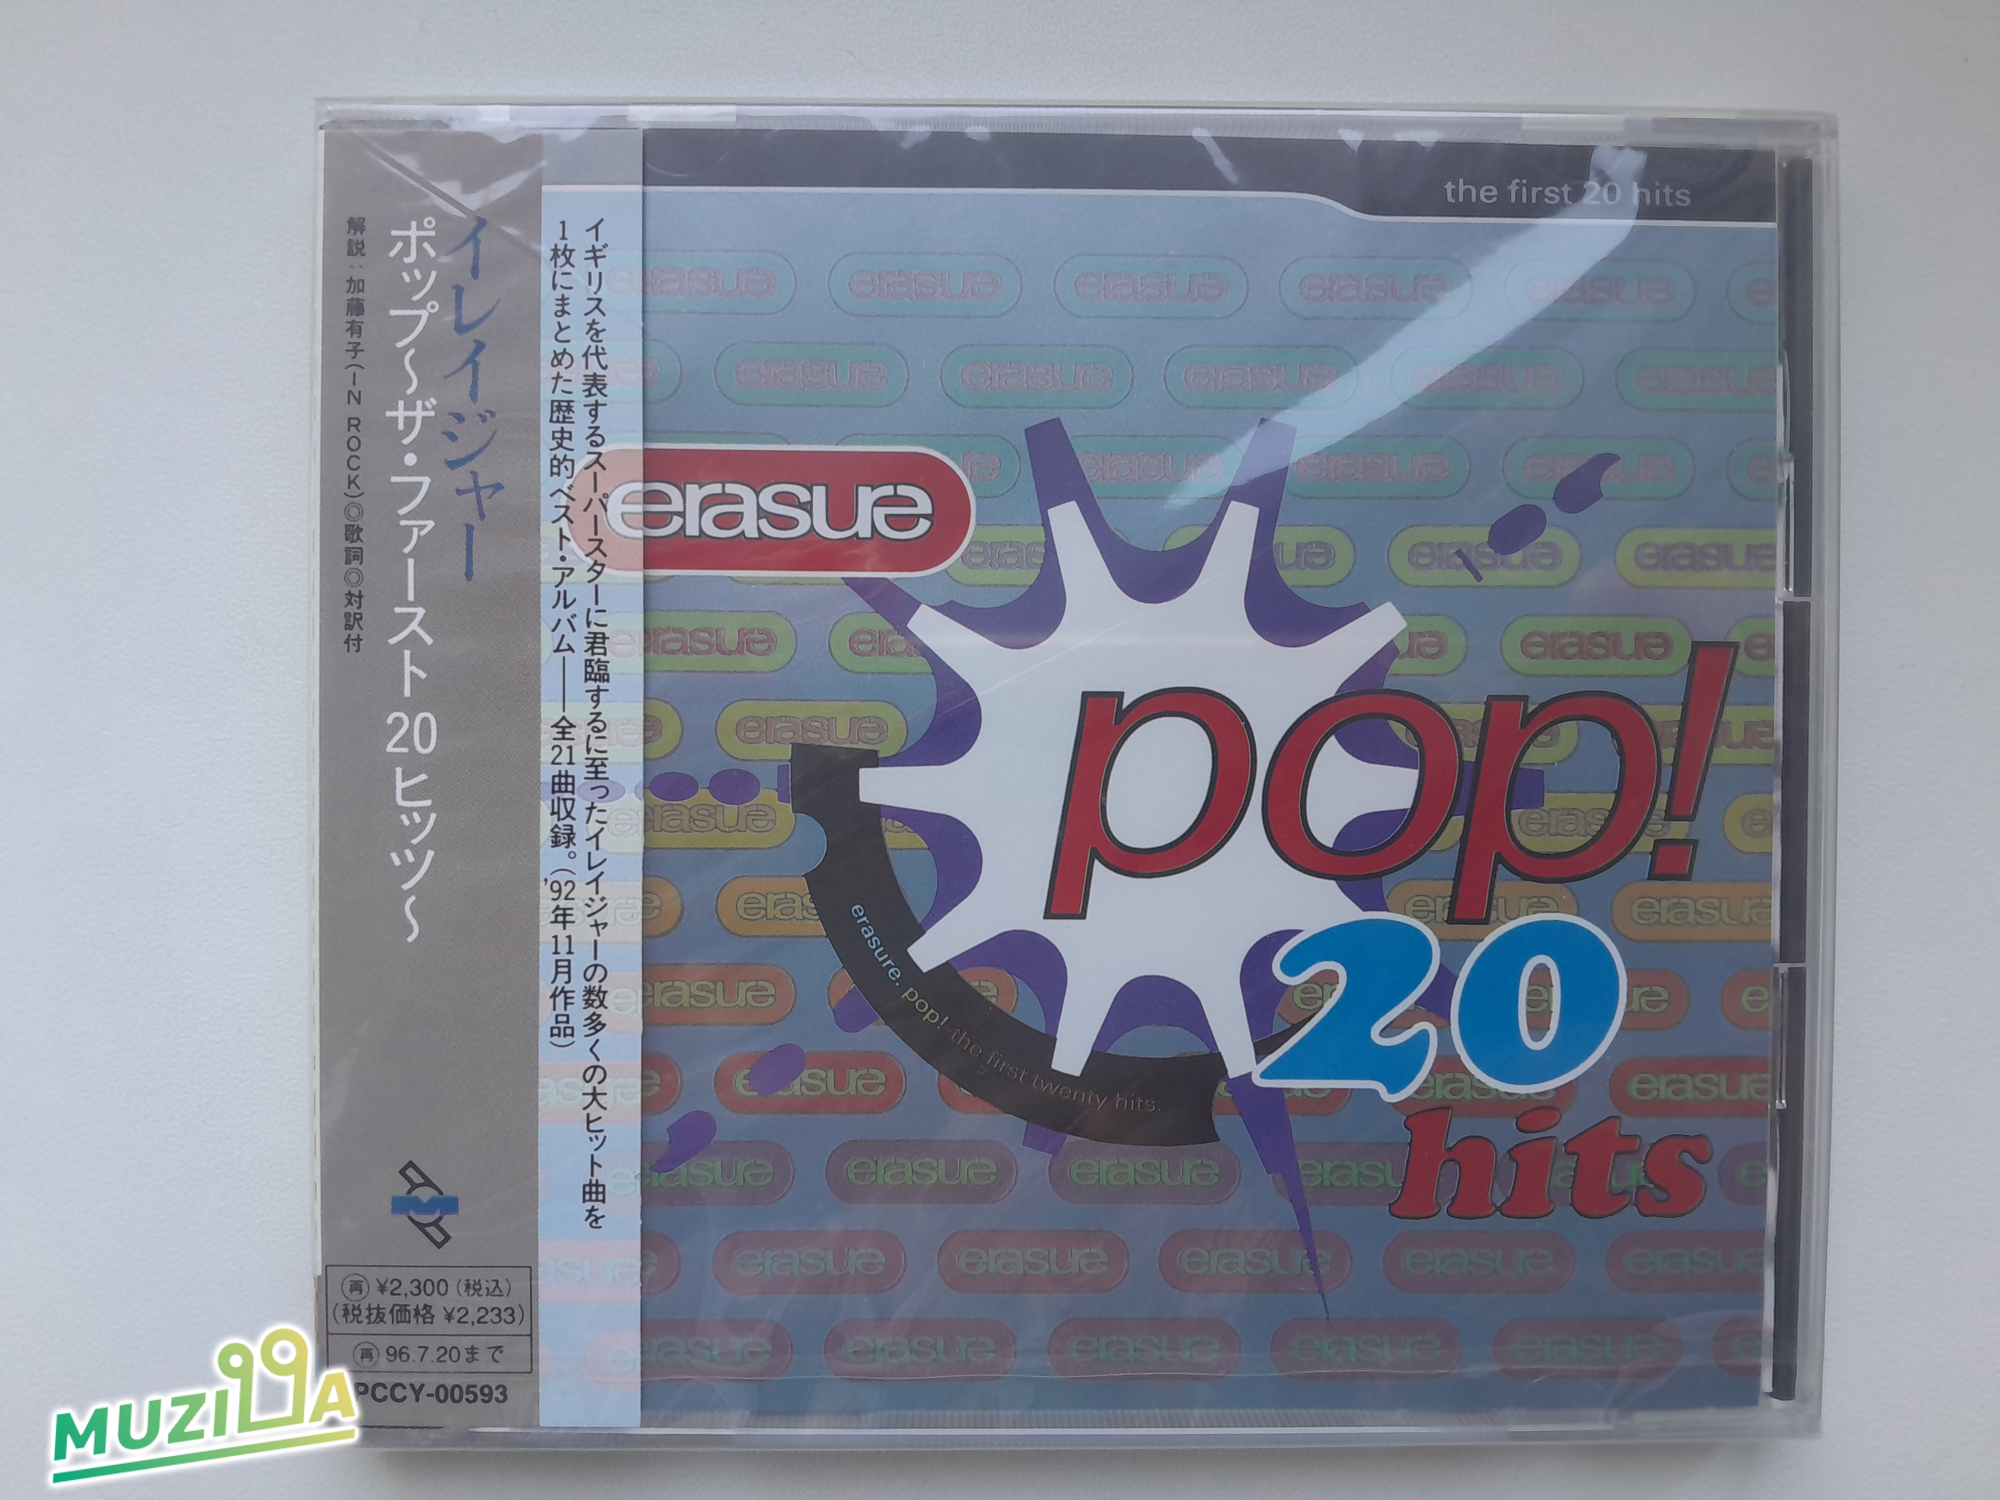 the first 20 hits
イレイジャー
ポップ〜ザ・ファースト 20 ヒッツ〜
解説：加藤有子（IN ROCK）◎歌詞◎対訳付
イギリスを代表するスーパースターに君臨するに至ったイレイジャーの数多くの大ヒット曲を
1枚にまとめた歴史的ベスト・アルバム——全21曲収録。（'92年11月作品）
erasure
pop!
20
hits
erasure. pop! the first twenty hits.
再 ¥2,300（税込）
（税抜価格 ¥2,233）
再 96.7.20まで
PCCY-00593
MUZILLA